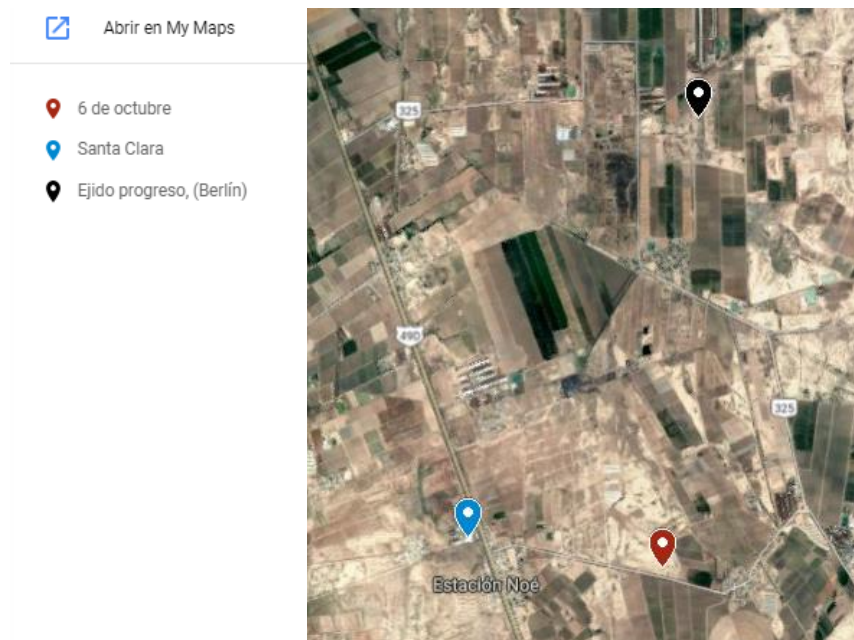 Abrir en My Maps
6 de octubre
Santa Clara
Ejido progreso, (Berlín)
325
490
325
Estación Noé